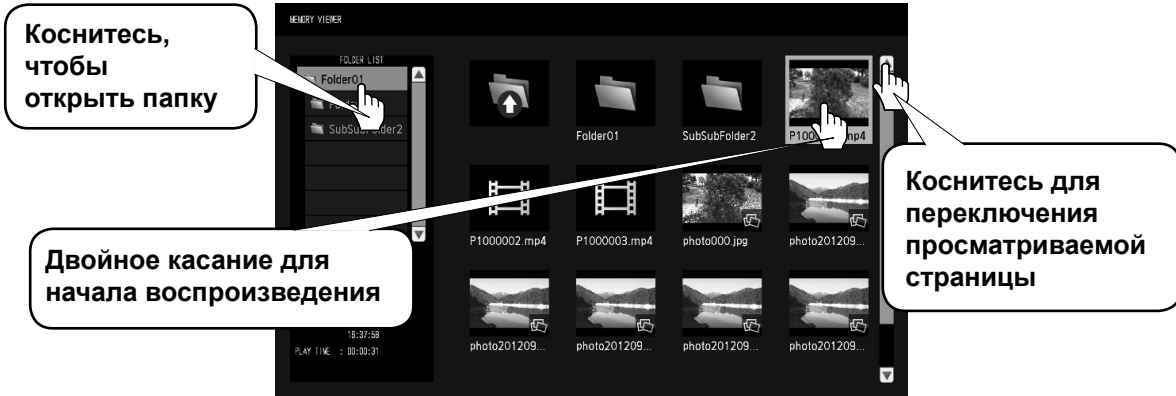 Коснитесь,
чтобы
открыть папку
MEMORY VIEWER
FOLDER LIST
Folder01
SubSubFolder2
Folder01
SubSubFolder2
P1000002.mp4
P1000003.mp4
photo000.jpg
photo201209...
photo201209...
photo201209...
photo201209...
photo201209...
16:37:58
PLAY TIME : 00:00:31
Двойное касание для
начала воспроизведения
Коснитесь для
переключения
просматриваемой
страницы